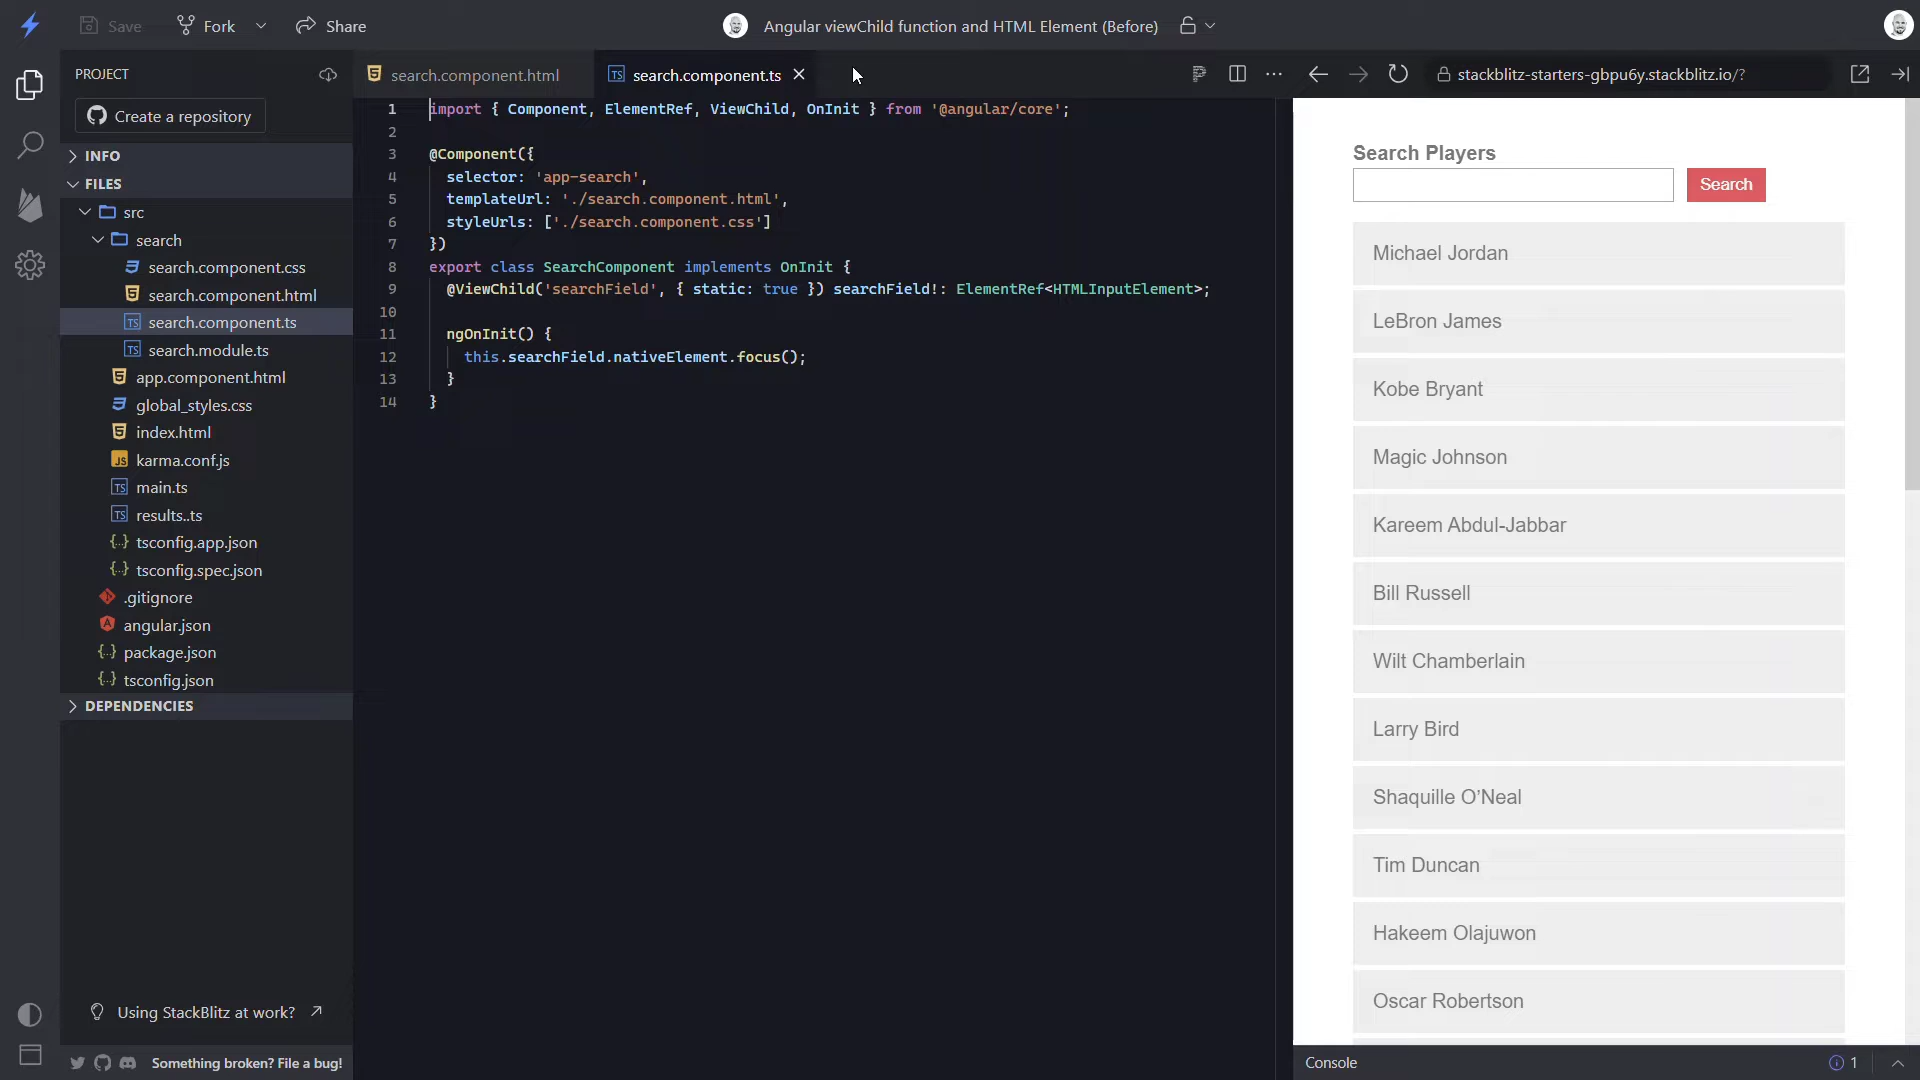 Save
Fork
Share
Angular viewChild function and HTML Element (Before)
PROJECT
Create a repository
INFO
FILES
src
search
search.component.css
search.component.html
search.component.ts
search.module.ts
app.component.html
global_styles.css
index.html
karma.conf.js
main.ts
results..ts
tsconfig.app.json
tsconfig.spec.json
.gitignore
angular.json
package.json
tsconfig.json
DEPENDENCIES
Using StackBlitz at work?
Something broken? File a bug!
search.component.html
search.component.ts
1 import { Component, ElementRef, ViewChild, OnInit } from '@angular/core';
2
3 @Component({
4 selector: 'app-search',
5 templateUrl: './search.component.html',
6 styleUrls: ['./search.component.css']
7 })
8 export class SearchComponent implements OnInit {
9 @ViewChild('searchField', { static: true }) searchField!: ElementRef<HTMLInputElement>;
10
11 ngOnInit() {
12 this.searchField.nativeElement.focus();
13 }
14 }
stackblitz-starters-gbpu6y.stackblitz.io/?
Search Players
Search
Michael Jordan
LeBron James
Kobe Bryant
Magic Johnson
Kareem Abdul-Jabbar
Bill Russell
Wilt Chamberlain
Larry Bird
Shaquille O'Neal
Tim Duncan
Hakeem Olajuwon
Oscar Robertson
Console
1